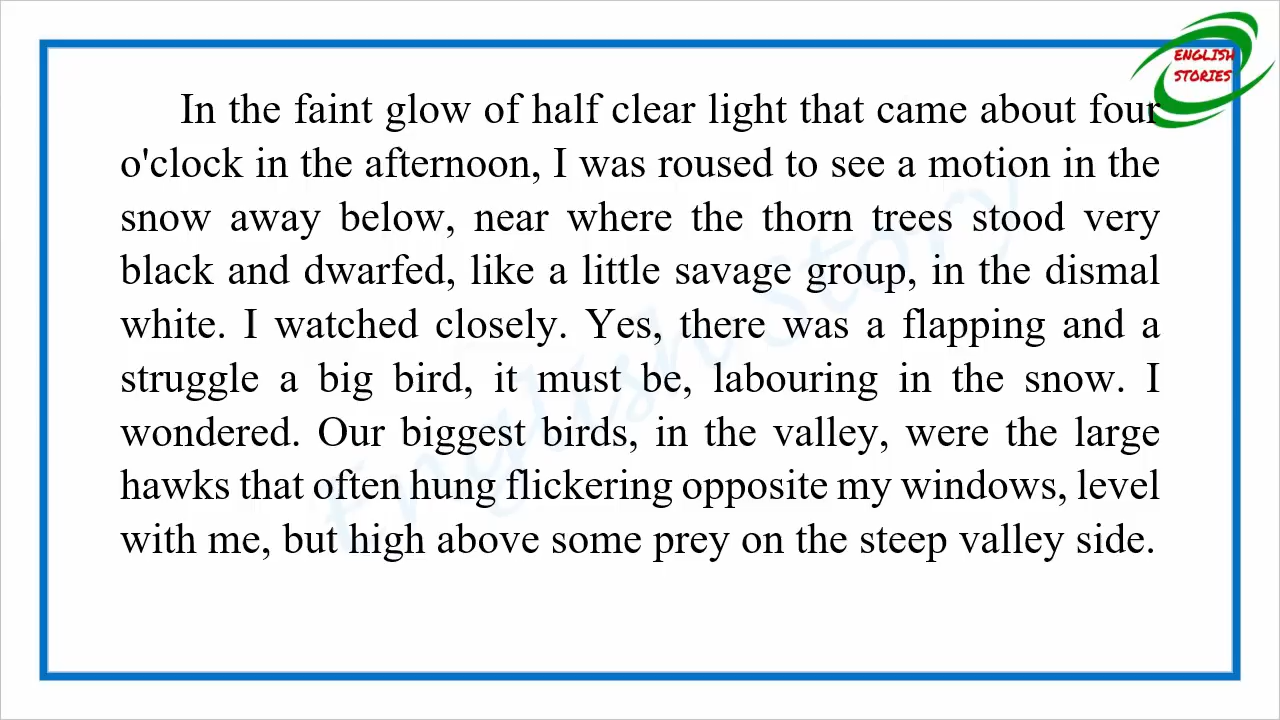 ENGLISH
STORIES
In the faint glow of half clear light that came about four
o'clock in the afternoon, I was roused to see a motion in the
snow away below, near where the thorn trees stood very
black and dwarfed, like a little savage group, in the dismal
white. I watched closely. Yes, there was a flapping and a
struggle a big bird, it must be, labouring in the snow. I
wondered. Our biggest birds, in the valley, were the large
hawks that often hung flickering opposite my windows, level
with me, but high above some prey on the steep valley side.
English Story